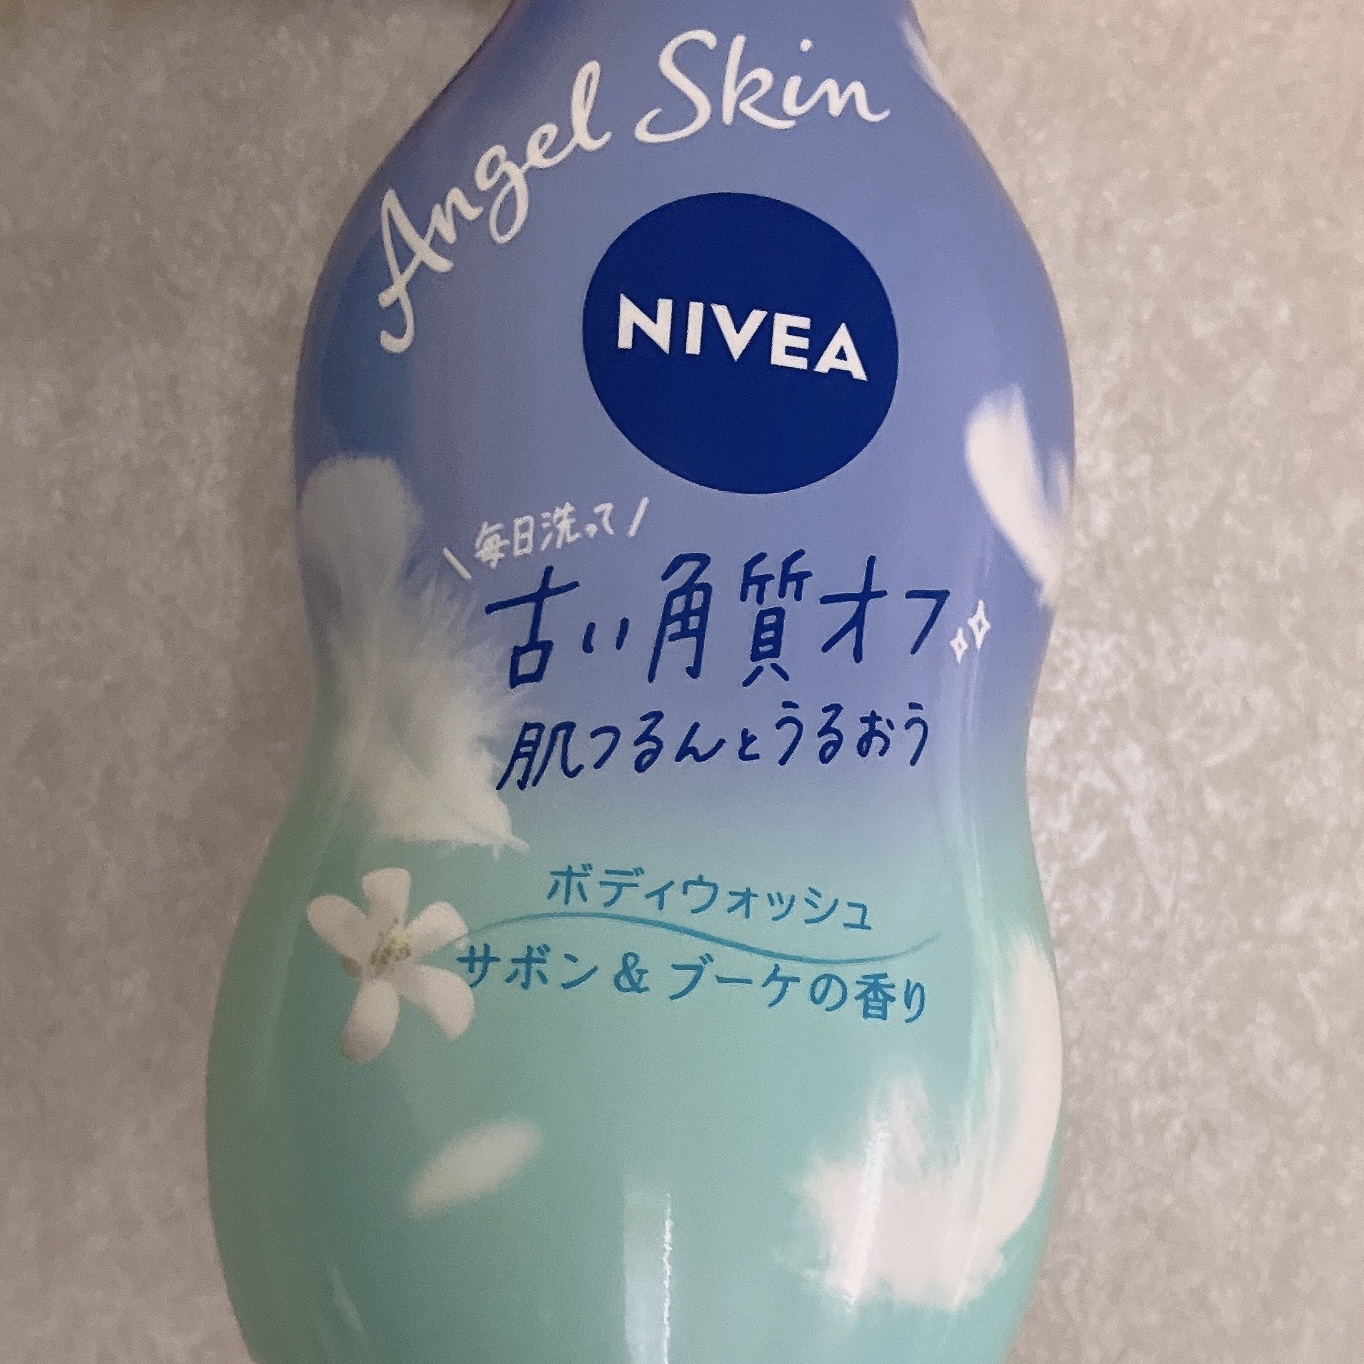 Angel Skin
NIVEA
\ 毎日洗って /
古い角質オフ
肌つるんとうるおう
ボディウォッシュ
サボン & ブーケの香り